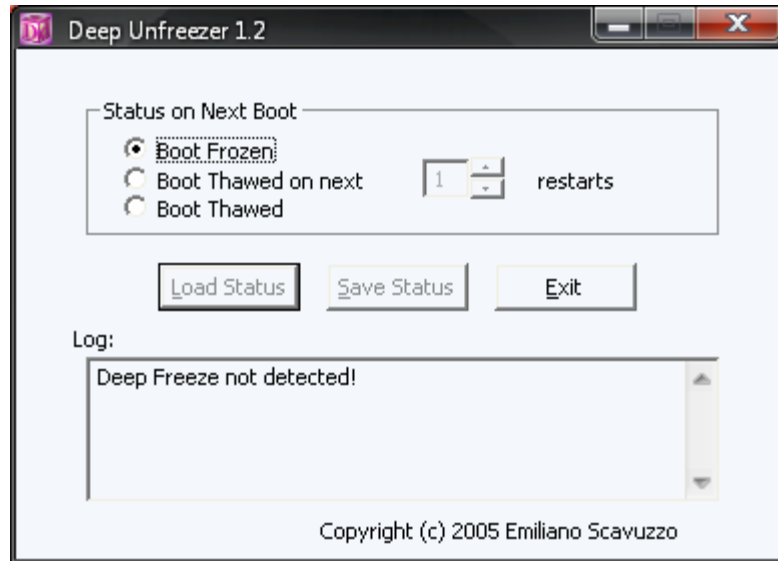 Deep Unfreezer 1.2
Status on Next Boot
Boot Frozen
Boot Thawed on next 1 restarts
Boot Thawed
Load Status Save Status Exit
Log:
Deep Freeze not detected!
Copyright (c) 2005 Emiliano Scavuzzo